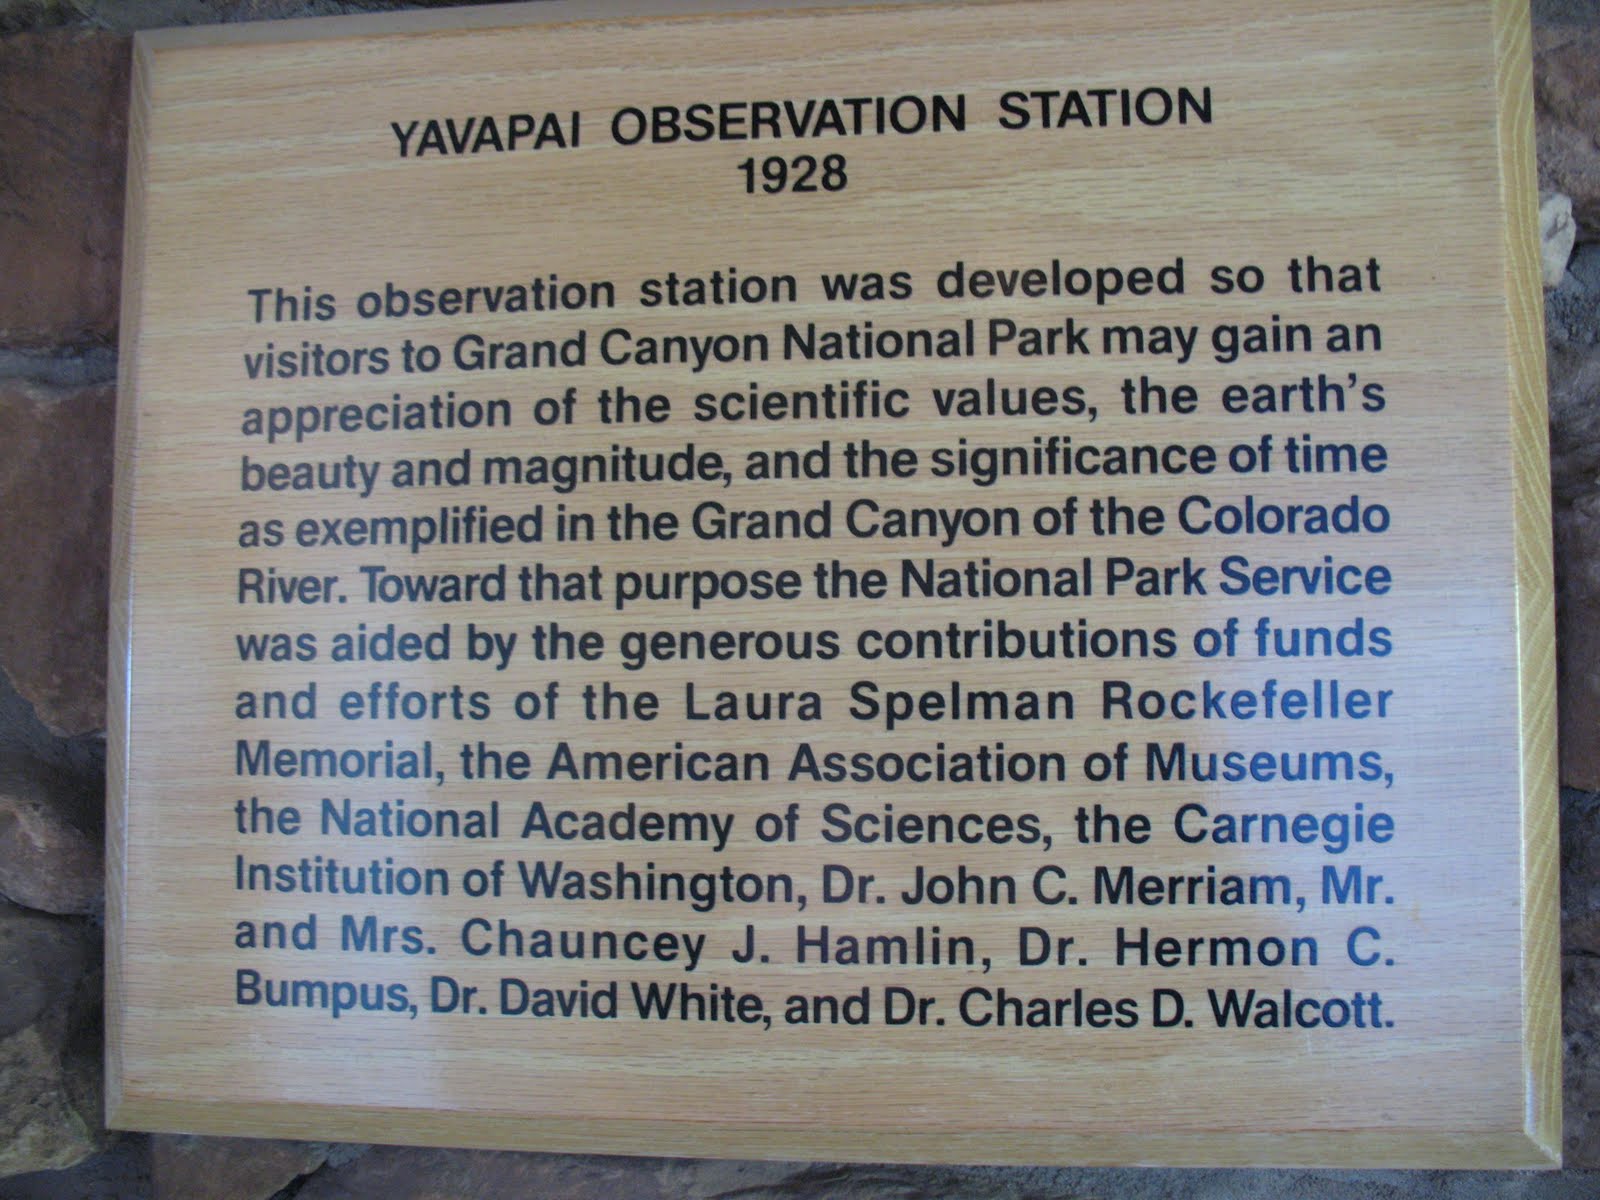 YAVAPAI OBSERVATION STATION
1928
This observation station was developed so that
visitors to Grand Canyon National Park may gain an
appreciation of the scientific values, the earth's
beauty and magnitude, and the significance of time
as exemplified in the Grand Canyon of the Colorado
River. Toward that purpose the National Park Service
was aided by the generous contributions of funds
and efforts of the Laura Spelman Rockefeller
Memorial, the American Association of Museums,
the National Academy of Sciences, the Carnegie
Institution of Washington, Dr. John C. Merriam, Mr.
and Mrs. Chauncey J. Hamlin, Dr. Hermon C.
Bumpus, Dr. David White, and Dr. Charles D. Walcott.